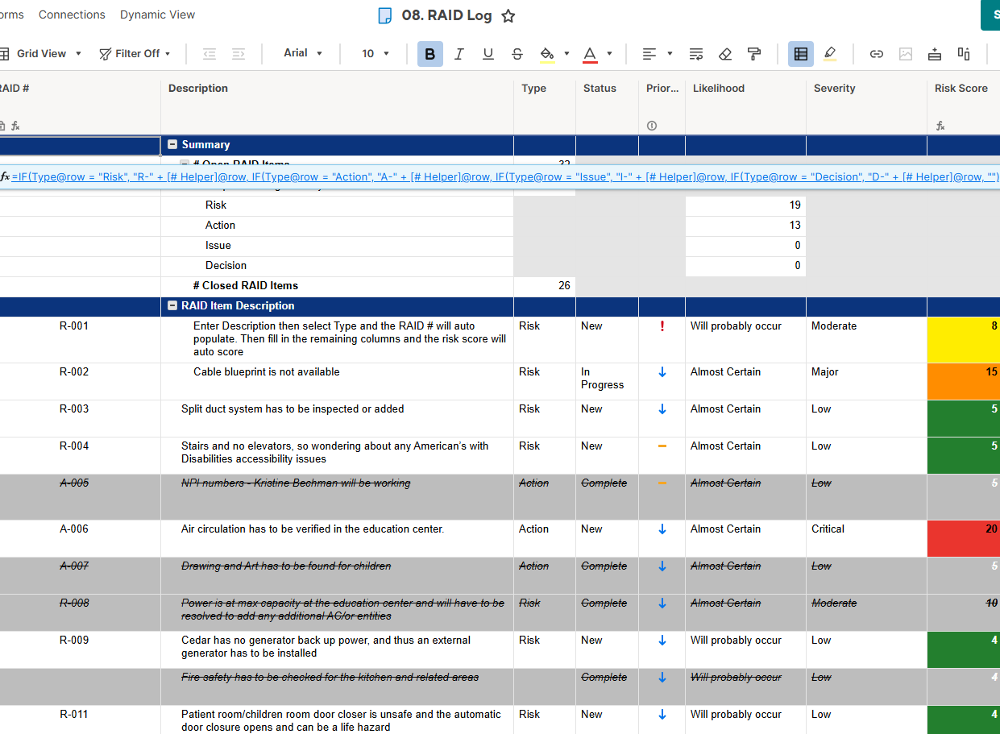 orms Connections Dynamic View
08. RAID Log
Grid View Filter Off Arial 10 B I U S A
RAID # Description Type Status Prior... Likelihood Severity Risk Score
fx fx
Summary
# Open RAID Items 32
fx =IF(Type@row = "Risk", "R-" + [# Helper]@row, IF(Type@row = "Action", "A-" + [# Helper]@row, IF(Type@row = "Issue", "I-" + [# Helper]@row, IF(Type@row = "Decision", "D-" + [# Helper]@row, "")
Risk 19
Action 13
Issue 0
Decision 0
# Closed RAID Items 26
RAID Item Description
R-001 Enter Description then select Type and the RAID # will auto Risk New Will probably occur Moderate 8
populate. Then fill in the remaining columns and the risk score will
auto score
R-002 Cable blueprint is not available Risk In Almost Certain Major 15
Progress
R-003 Split duct system has to be inspected or added Risk New Almost Certain Low 5
R-004 Stairs and no elevators, so wondering about any American's with Risk New Almost Certain Low 5
Disabilities accessibility issues
A-005 NPI numbers - Kristine Bechman will be working Action Complete Almost Certain Low 5
A-006 Air circulation has to be verified in the education center. Action New Almost Certain Critical 20
A-007 Drawing and Art has to be found for children Action Complete Almost Certain Low 5
R-008 Power is at max capacity at the education center and will have to be Risk Complete Almost Certain Moderate 10
resolved to add any additional AC/or entities
R-009 Cedar has no generator back up power, and thus an external Risk New Will probably occur Low 4
generator has to be installed
Fire safety has to be checked for the kitchen and related areas Complete Will probably occur Low 4
R-011 Patient room/children room door closer is unsafe and the automatic Risk New Will probably occur Low 4
door closure opens and can be a life hazard